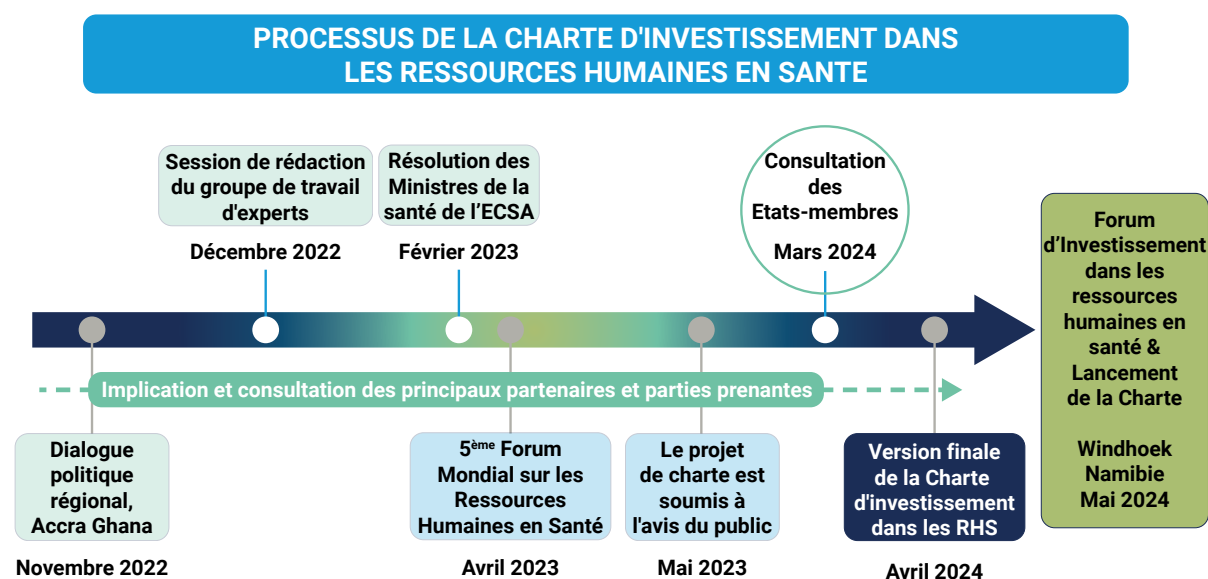 PROCESSUS DE LA CHARTE D'INVESTISSEMENT DANS
LES RESSOURCES HUMAINES EN SANTE
Session de rédaction
du groupe de travail
d'experts
Décembre 2022
Résolution des
Ministres de la
santé de l’ECSA
Février 2023
Consultation
des
Etats-membres
Mars 2024
Forum
d’Investissement
dans les
ressources
humaines en
santé &
Lancement
de la Charte
Windhoek
Namibie
Mai 2024
Implication et consultation des principaux partenaires et parties prenantes
Dialogue
politique
régional,
Accra Ghana
Novembre 2022
5ème Forum
Mondial sur les
Ressources
Humaines en Santé
Avril 2023
Le projet
de charte est
soumis à
l'avis du public
Mai 2023
Version finale
de la Charte
d'investissement
dans les RHS
Avril 2024